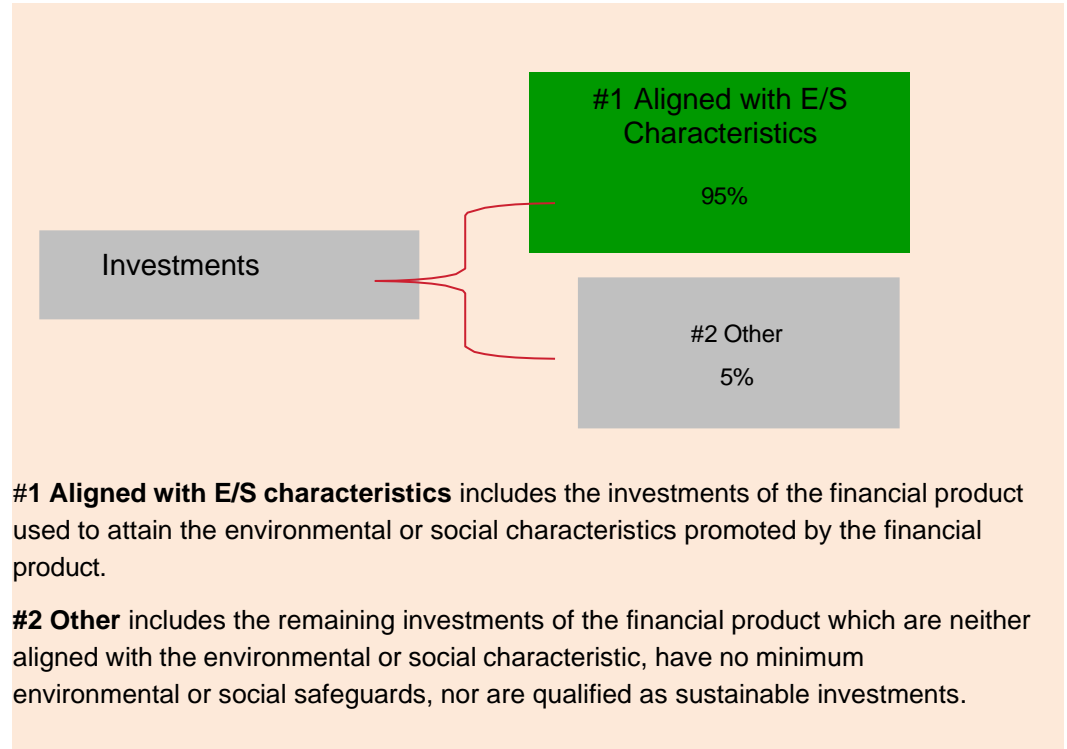 #1 Aligned with E/S
Characteristics
95%
Investments
#2 Other
5%
#1 Aligned with E/S characteristics includes the investments of the financial product
used to attain the environmental or social characteristics promoted by the financial
product.
#2 Other includes the remaining investments of the financial product which are neither
aligned with the environmental or social characteristic, have no minimum
environmental or social safeguards, nor are qualified as sustainable investments.